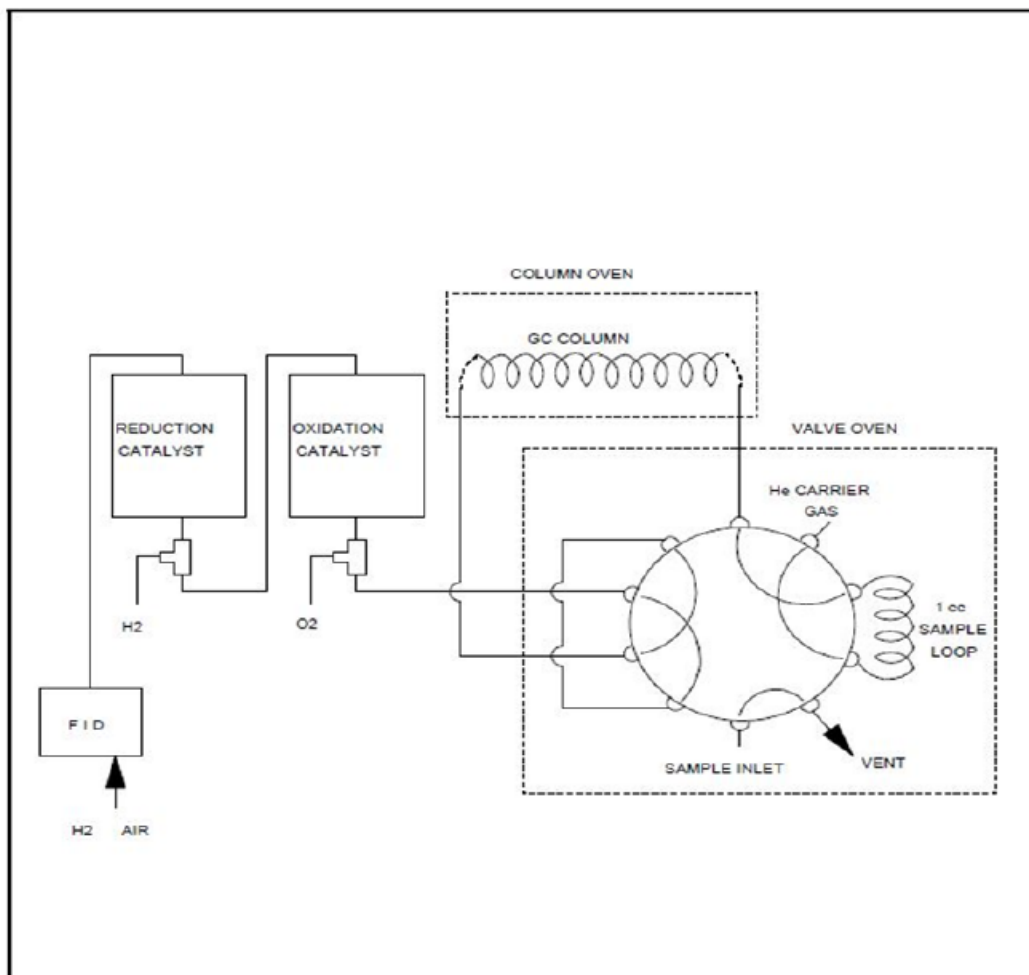 COLUMN OVEN
GC COLUMN
REDUCTION
CATALYST
OXIDATION
CATALYST
VALVE OVEN
He CARRIER
GAS
1 cc
SAMPLE
LOOP
H2
O2
F I D
SAMPLE INLET
VENT
H2 AIR